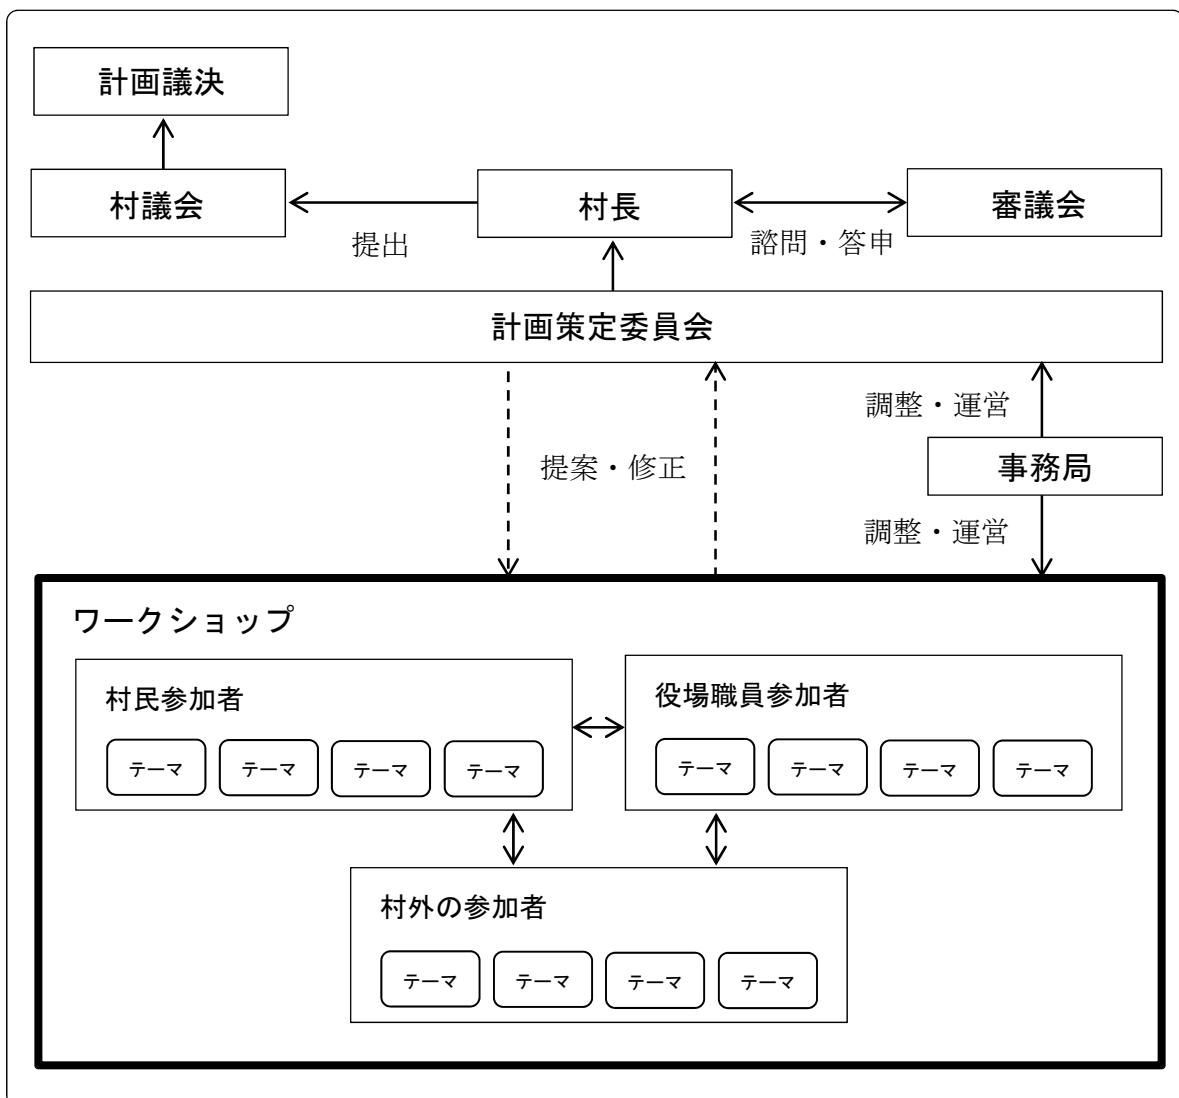 計画議決
村議会
村長
審議会
提出
諮問・答申
計画策定委員会
調整・運営
提案・修正
事務局
調整・運営
ワークショップ
村民参加者
テーマ
テーマ
テーマ
テーマ
役場職員参加者
テーマ
テーマ
テーマ
テーマ
村外の参加者
テーマ
テーマ
テーマ
テーマ